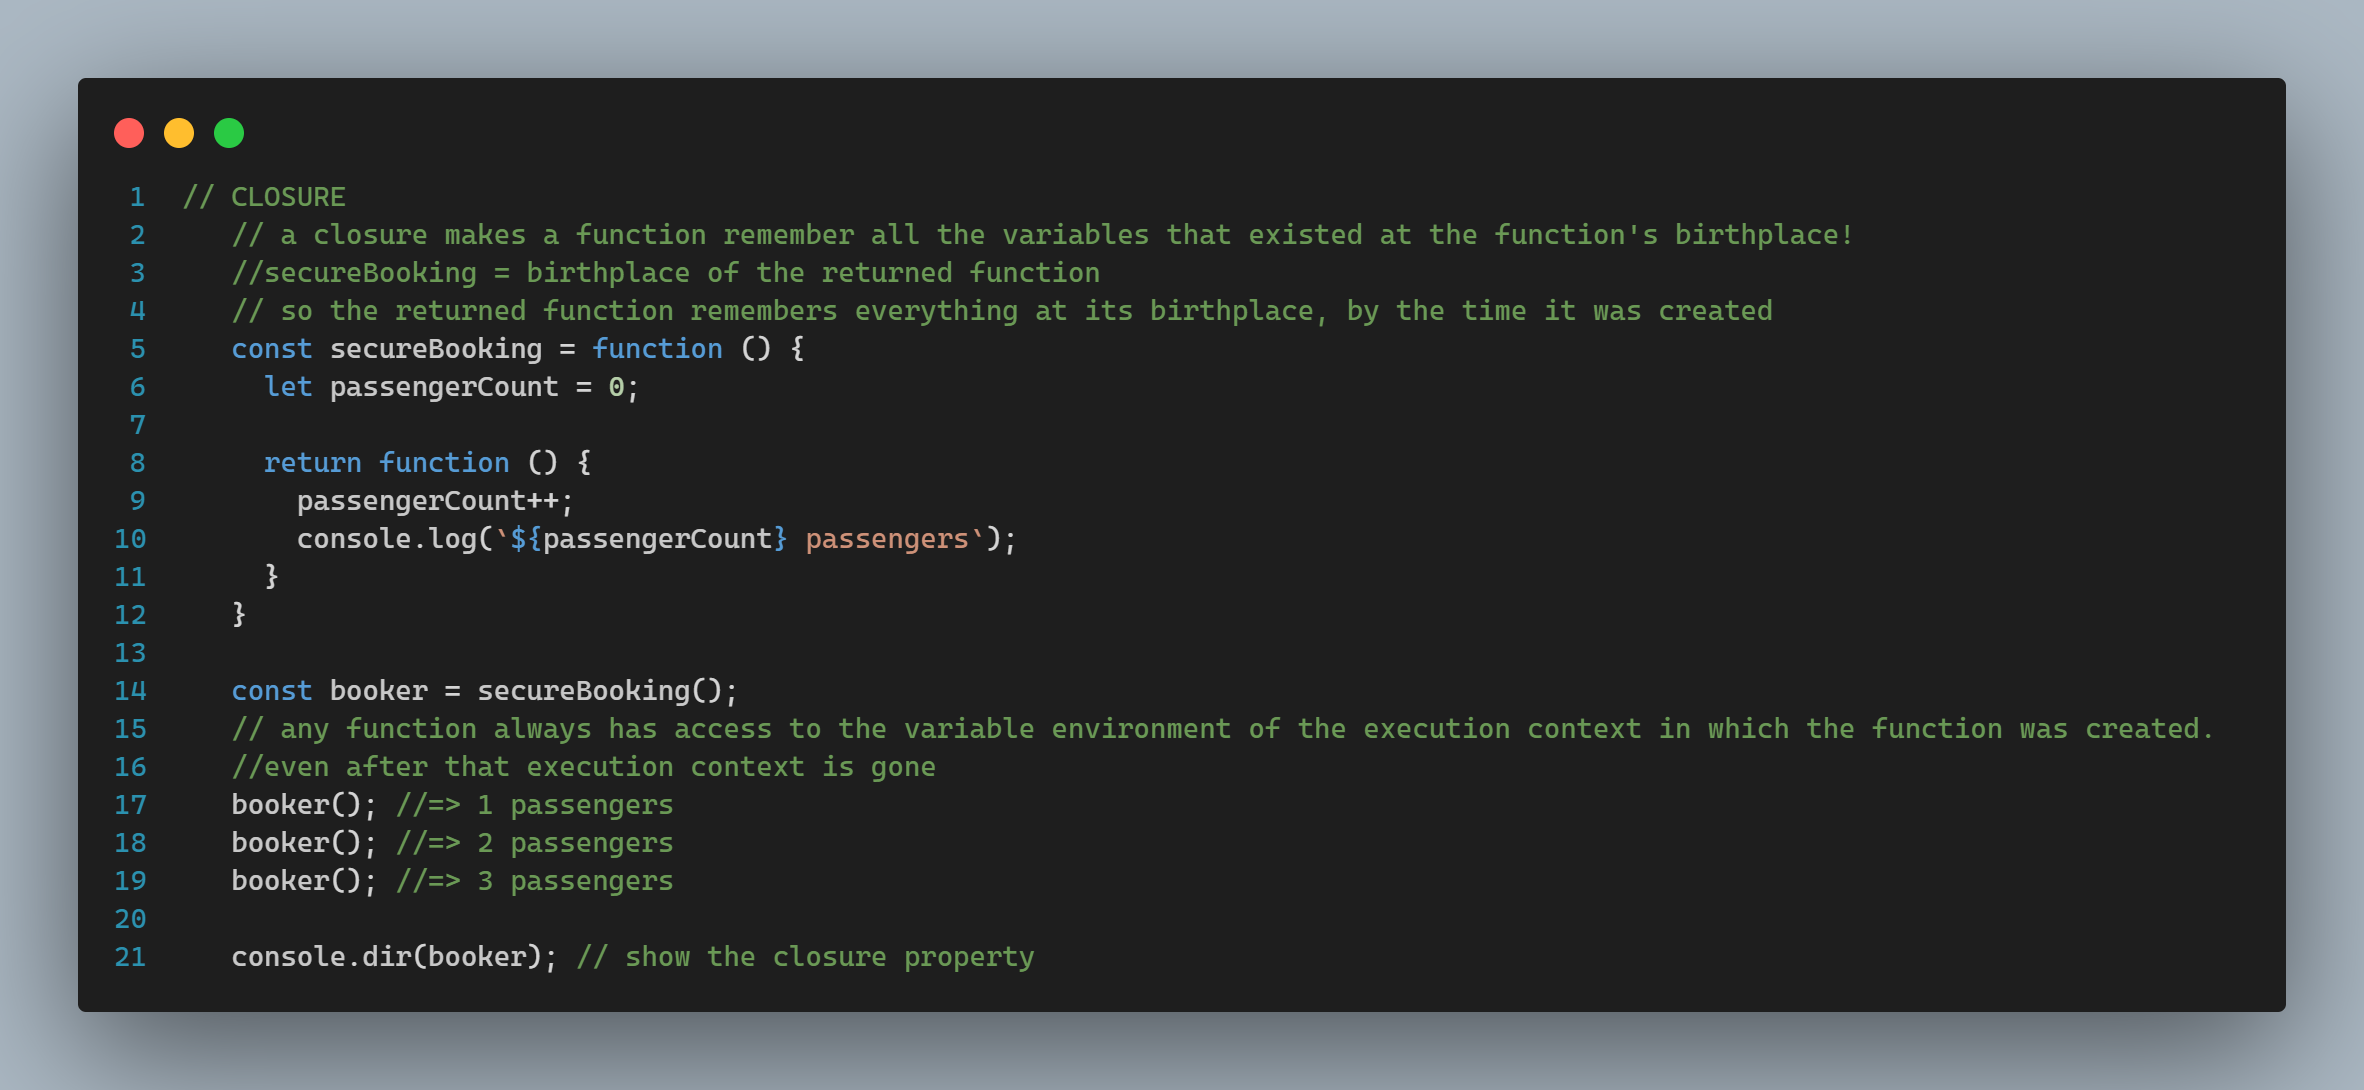 1 // CLOSURE
2 // a closure makes a function remember all the variables that existed at the function's birthplace!
3 //secureBooking = birthplace of the returned function
4 // so the returned function remembers everything at its birthplace, by the time it was created
5 const secureBooking = function () {
6 let passengerCount = 0;
7
8 return function () {
9 passengerCount++;
10 console.log(`${passengerCount} passengers`);
11 }
12 }
13
14 const booker = secureBooking();
15 // any function always has access to the variable environment of the execution context in which the function was created.
16 //even after that execution context is gone
17 booker(); //=> 1 passengers
18 booker(); //=> 2 passengers
19 booker(); //=> 3 passengers
20
21 console.dir(booker); // show the closure property